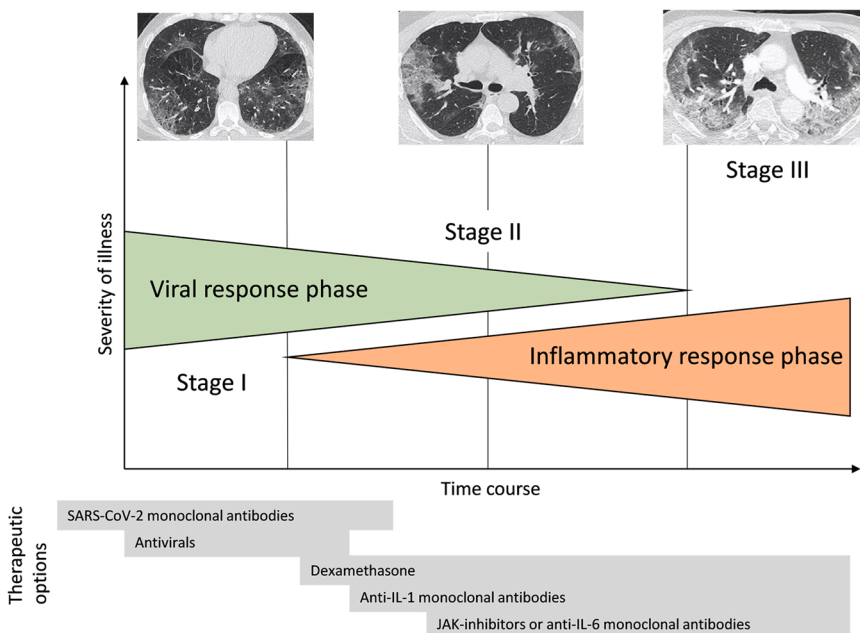 Stage III
Stage II
Viral response phase
Inflammatory response phase
Stage I
Severity of illness
Time course
Therapeutic
options
SARS-CoV-2 monoclonal antibodies
Antivirals
Dexamethasone
Anti-IL-1 monoclonal antibodies
JAK-inhibitors or anti-IL-6 monoclonal antibodies